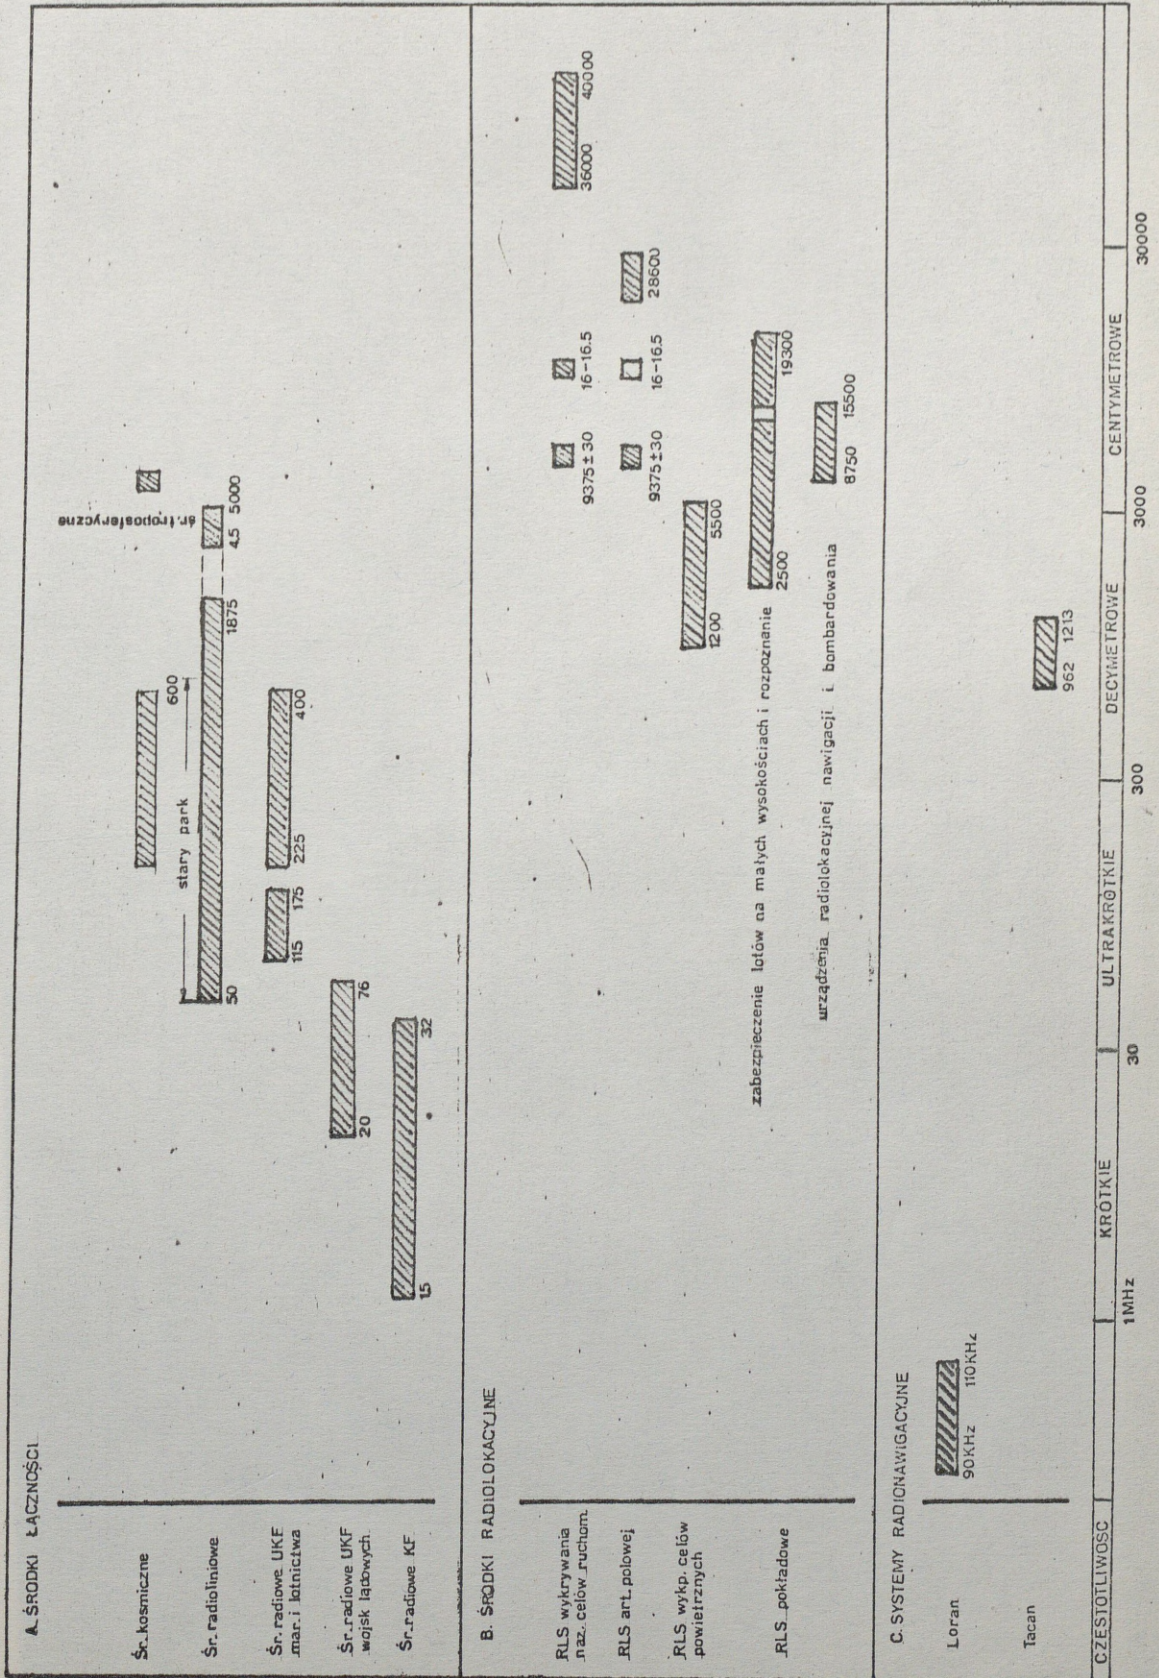 A. ŚRODKI ŁĄCZNOŚCI
Śr. kosmiczne
600
śr. troposferyczne
Śr. radioliniowe
stary park
50
1875
4.5 5000
Śr. radiowe UKF
mar. i lotnictwa
115 175
225 400
Śr. radiowe UKF
wojsk lądowych
20 76
Śr. radiowe KF
1.5 32
B. ŚRODKI RADIOLOKACYJNE
RLS wykrywania
naz. celów ruchom.
9375±30
16-16.5
36000 40000
RLS art. polowej
9375±30
16-16.5
28600
RLS wykp. celów
powietrznych
1200 5500
RLS pokładowe
zabezpieczenie lotów na małych wysokościach i rozpoznanie
2500 19300
urządzenia radiolokacyjnej nawigacji i bombardowania
8750 15500
C. SYSTEMY RADIONAWIGACYJNE
Loran
90KHz 110KHz
Tacan
962 1213
CZĘSTOTLIWOŚĆ
KRÓTKIE
ULTRAKRÓTKIE
DECYMETROWE
CENTYMETROWE
1MHz
30
300
3000
30000